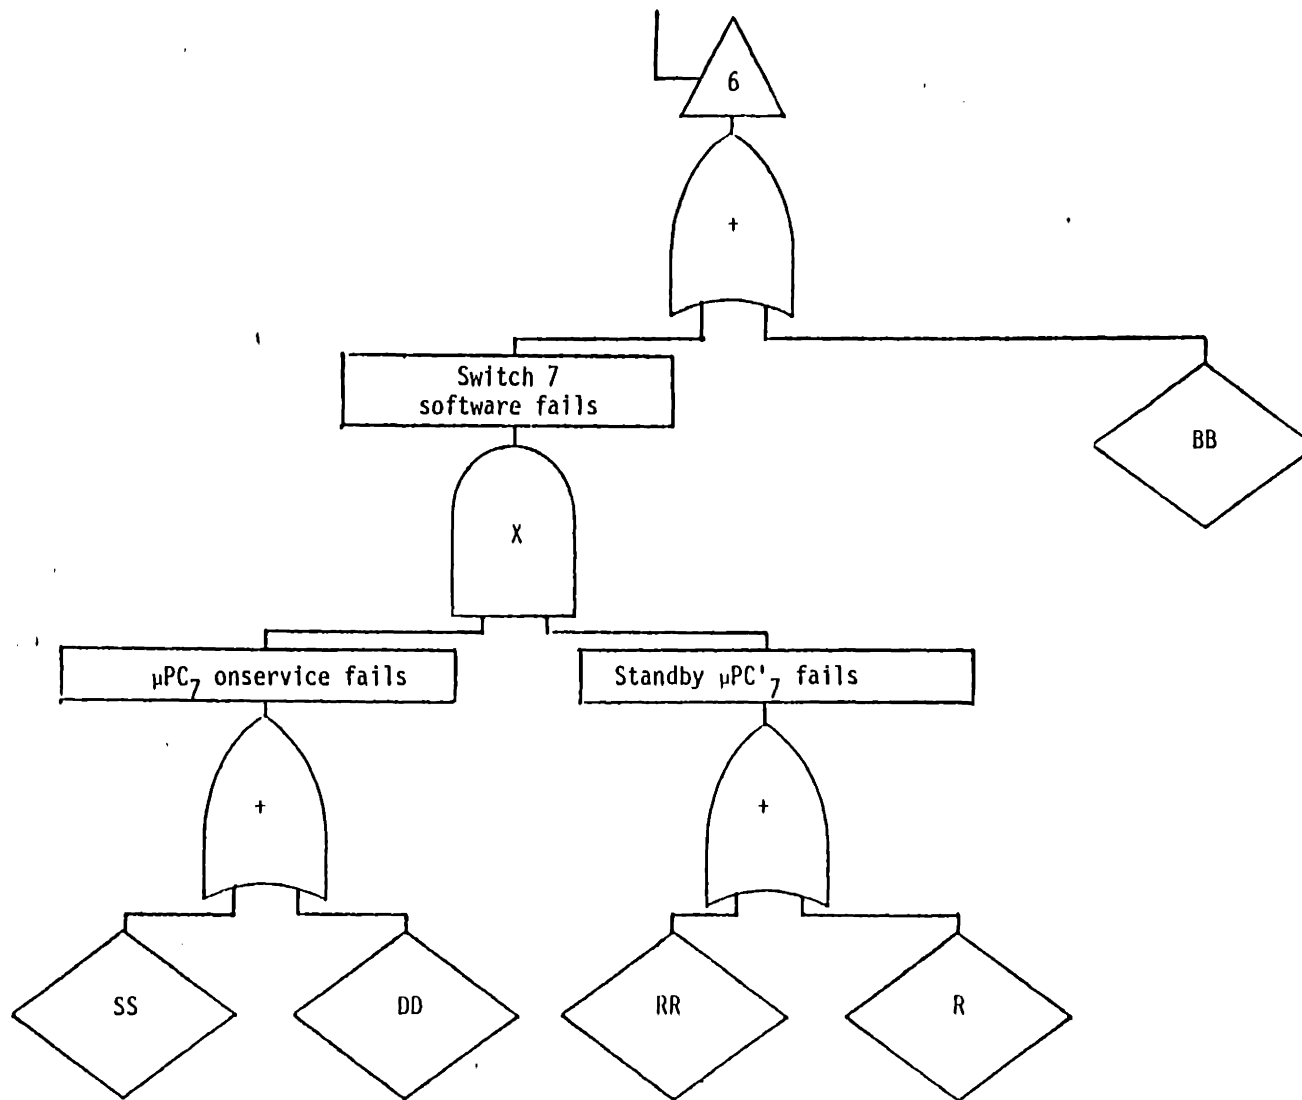 6
+
Switch 7
software fails
BB
X
μPC7 onservice fails
Standby μPC'7 fails
+
+
SS
DD
RR
R